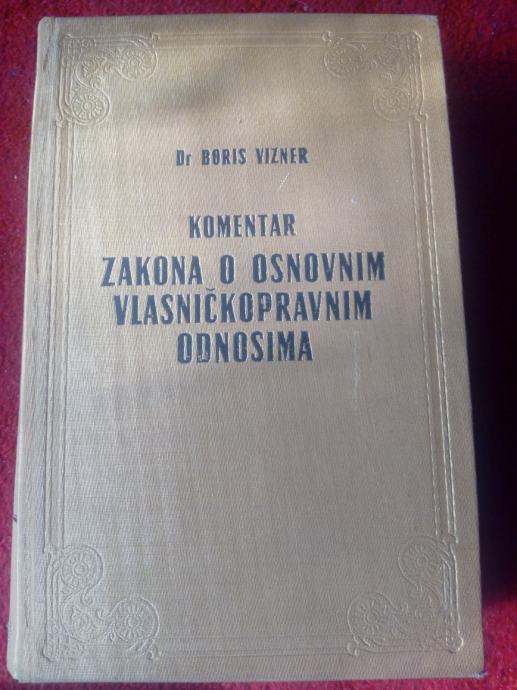 Dr BORIS VIZNER
KOMENTAR
ZAKONA O OSNOVNIM
VLASNIČKOPRAVNIM
ODNOSIMA